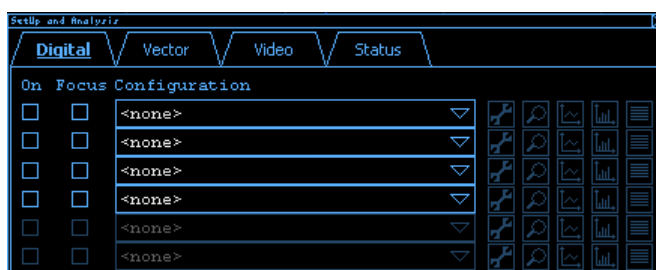 SetUp and Analysis
Digital Vector Video Status
On Focus Configuration
<none>
<none>
<none>
<none>
<none>
<none>